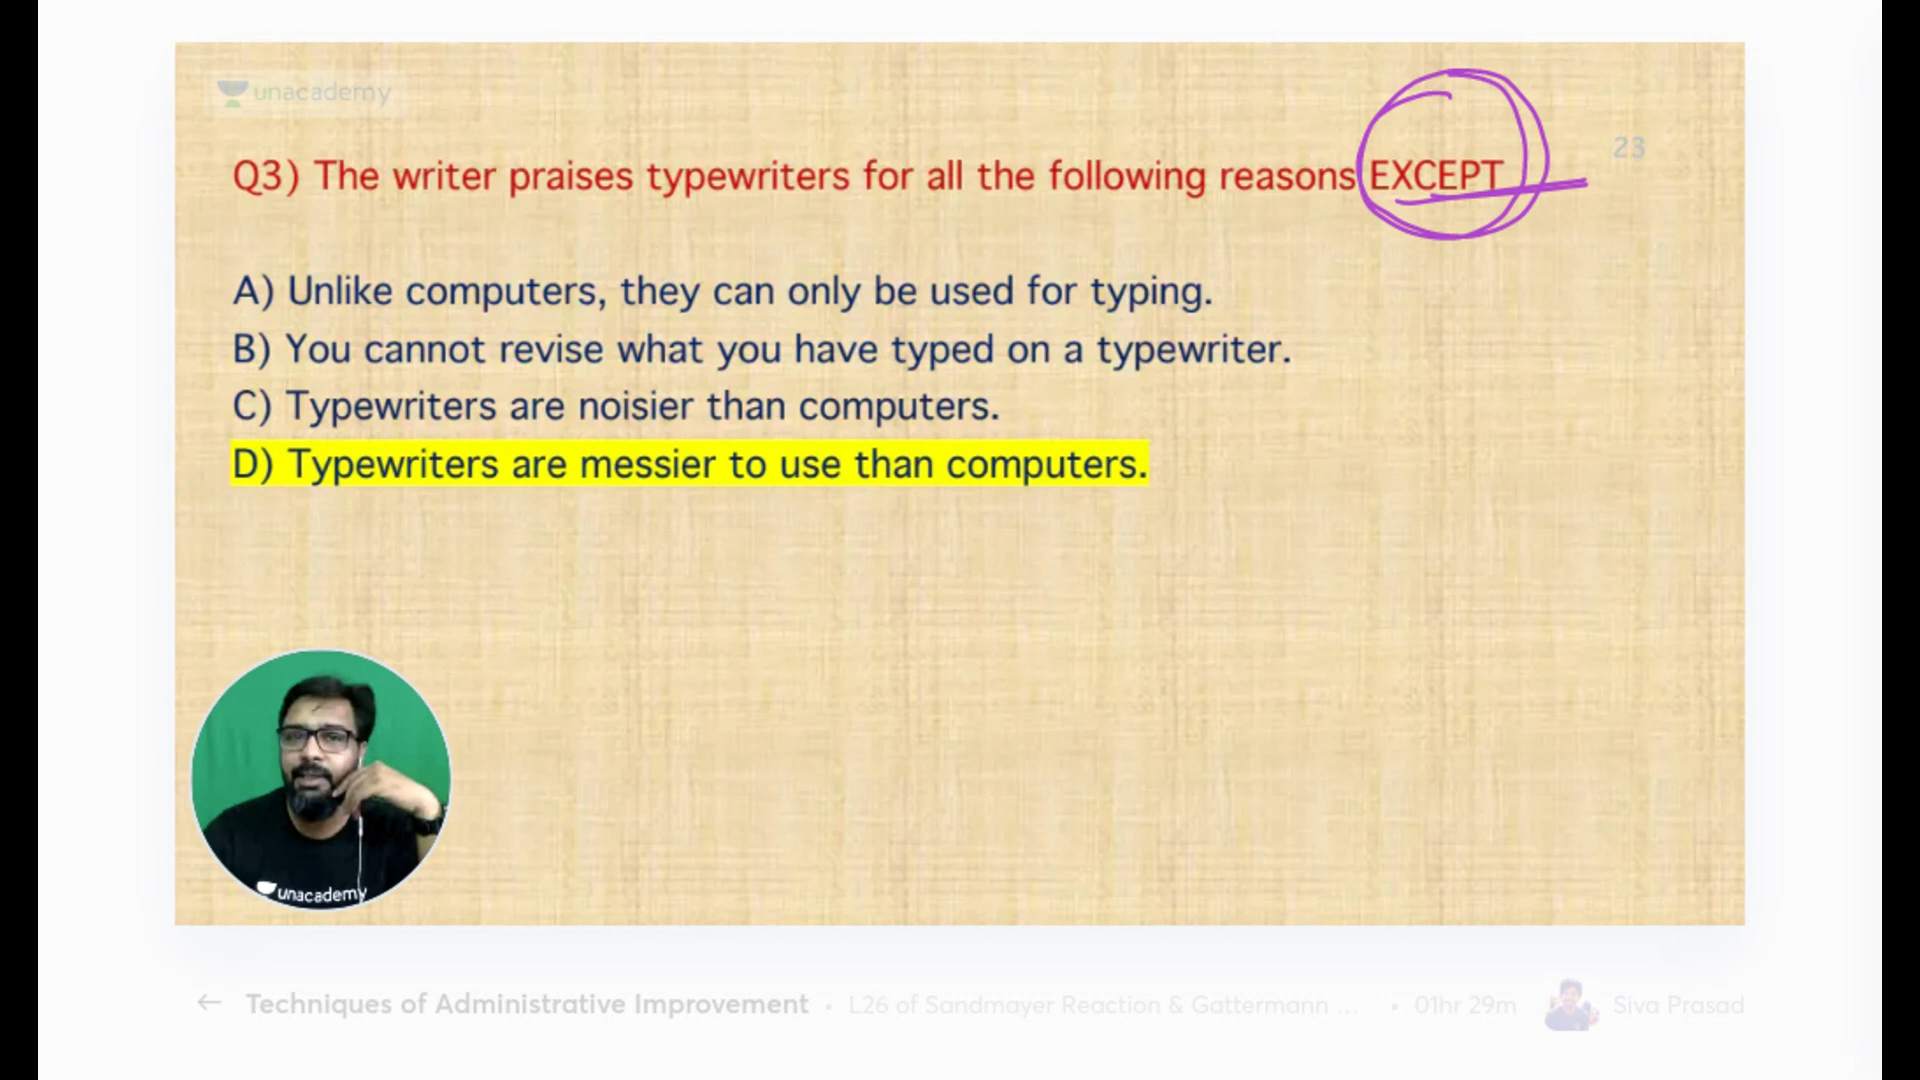 unacademy
23
Q3) The writer praises typewriters for all the following reasons EXCEPT
A) Unlike computers, they can only be used for typing.
B) You cannot revise what you have typed on a typewriter.
C) Typewriters are noisier than computers.
D) Typewriters are messier to use than computers.
unacademy
Techniques of Administrative Improvement • L26 of Sandmayer Reaction & Gattermann ... • 01hr 29m Siva Prasad